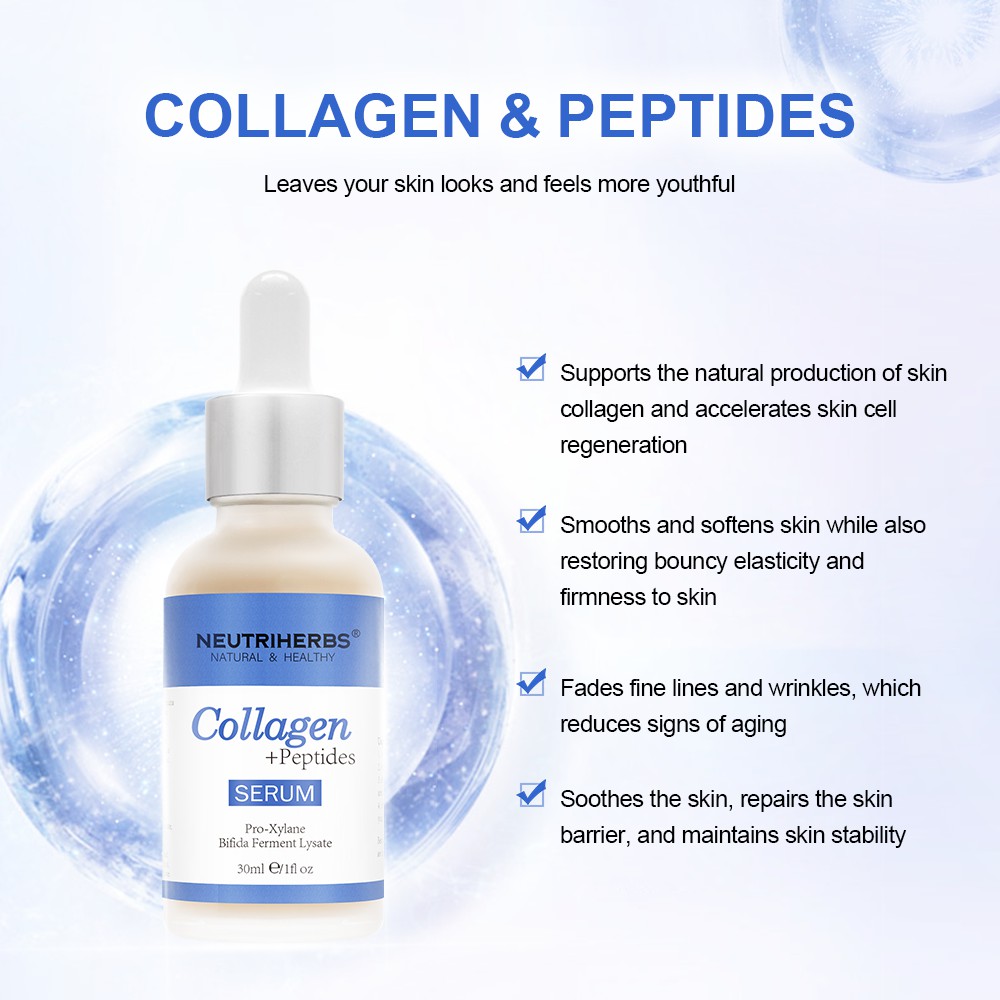 COLLAGEN & PEPTIDES
Leaves your skin looks and feels more youthful
NEUTRIHERBS®
NATURAL & HEALTHY
Collagen
+Peptides
SERUM
Pro-Xylane
Bifida Ferment Lysate
30ml ℮/1fl oz
Supports the natural production of skin
collagen and accelerates skin cell
regeneration
Smooths and softens skin while also
restoring bouncy elasticity and
firmness to skin
Fades fine lines and wrinkles, which
reduces signs of aging
Soothes the skin, repairs the skin
barrier, and maintains skin stability